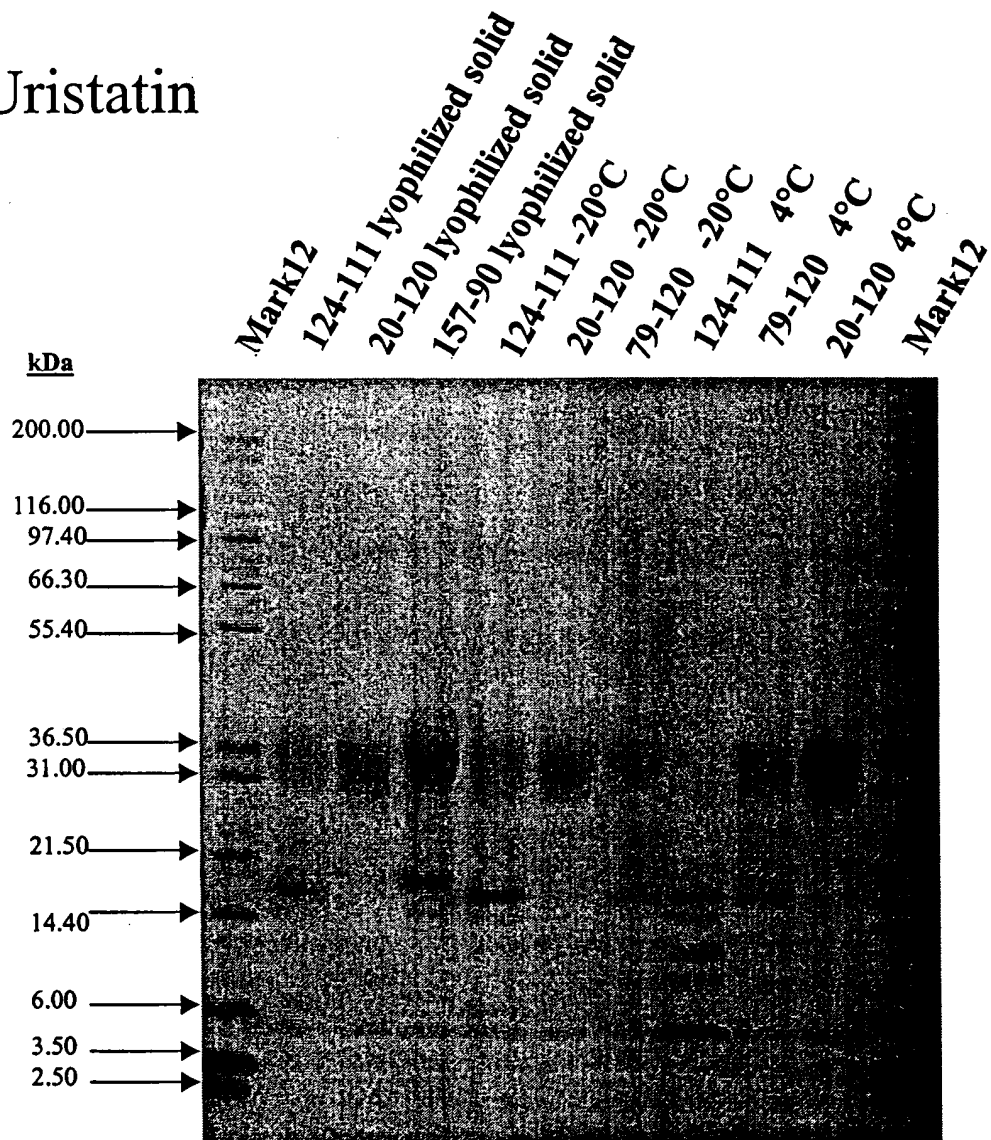 Uristatin
Mark12
124-111 lyophilized solid
20-120 lyophilized solid
157-90 lyophilized solid
124-111 -20°C
20-120 -20°C
79-120 -20°C
124-111 4°C
79-120 4°C
20-120 4°C
Mark12
kDa
200.00
116.00
97.40
66.30
55.40
36.50
31.00
21.50
14.40
6.00
3.50
2.50